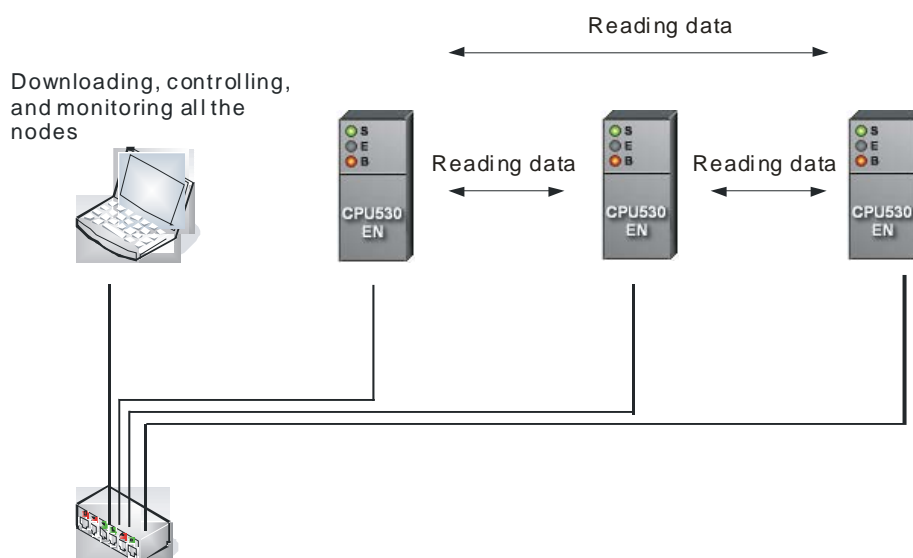 Reading data
Downloading, controlling,
and monitoring all the
nodes
S
E
B
CPU530
EN
Reading data
S
E
B
CPU530
EN
Reading data
S
E
B
CPU530
EN